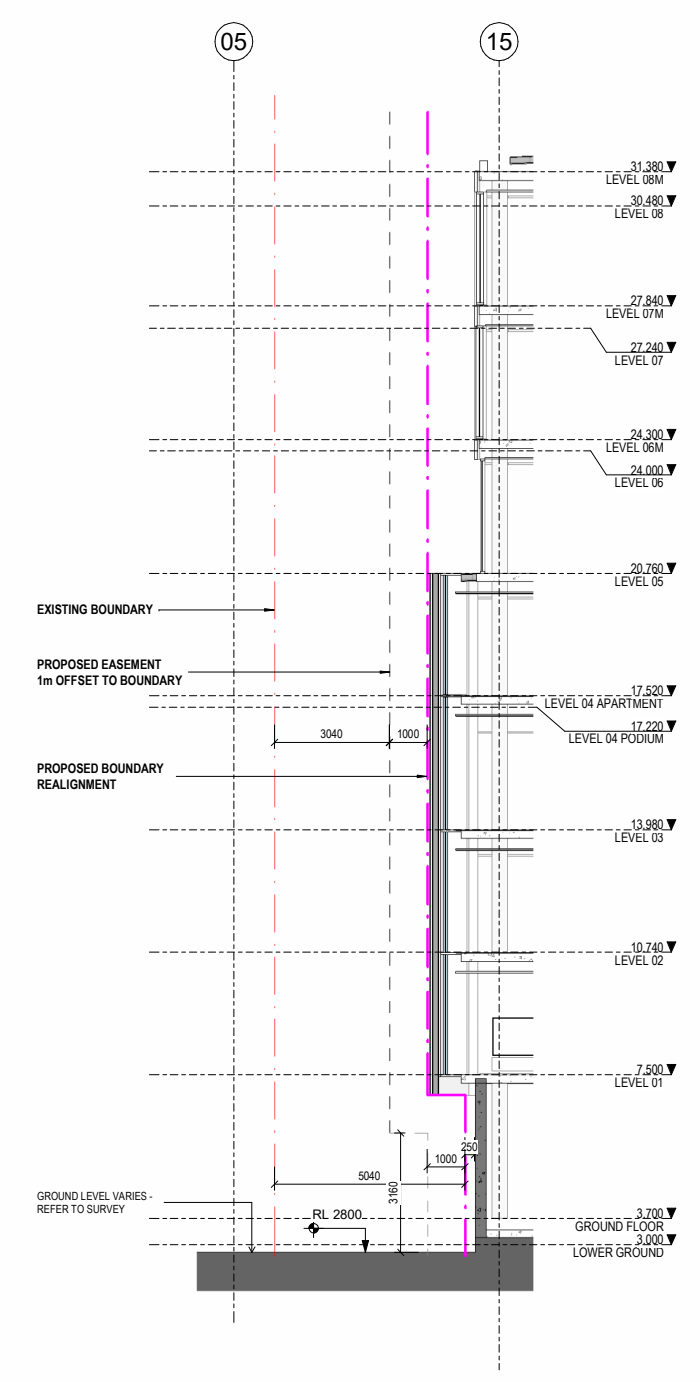 05
15
31.380
LEVEL 08M
30.480
LEVEL 08
27.840
LEVEL 07M
27.240
LEVEL 07
24.300
LEVEL 06M
24.000
LEVEL 06
20.760
LEVEL 05
EXISTING BOUNDARY
PROPOSED EASEMENT
1m OFFSET TO BOUNDARY
17.520
LEVEL 04 APARTMENT
17.220
LEVEL 04 PODIUM
3040
1000
PROPOSED BOUNDARY
REALIGNMENT
13.980
LEVEL 03
10.740
LEVEL 02
7.500
LEVEL 01
250
1000
5040
3160
GROUND LEVEL VARIES -
REFER TO SURVEY
RL 2800
3.700
GROUND FLOOR
3.000
LOWER GROUND